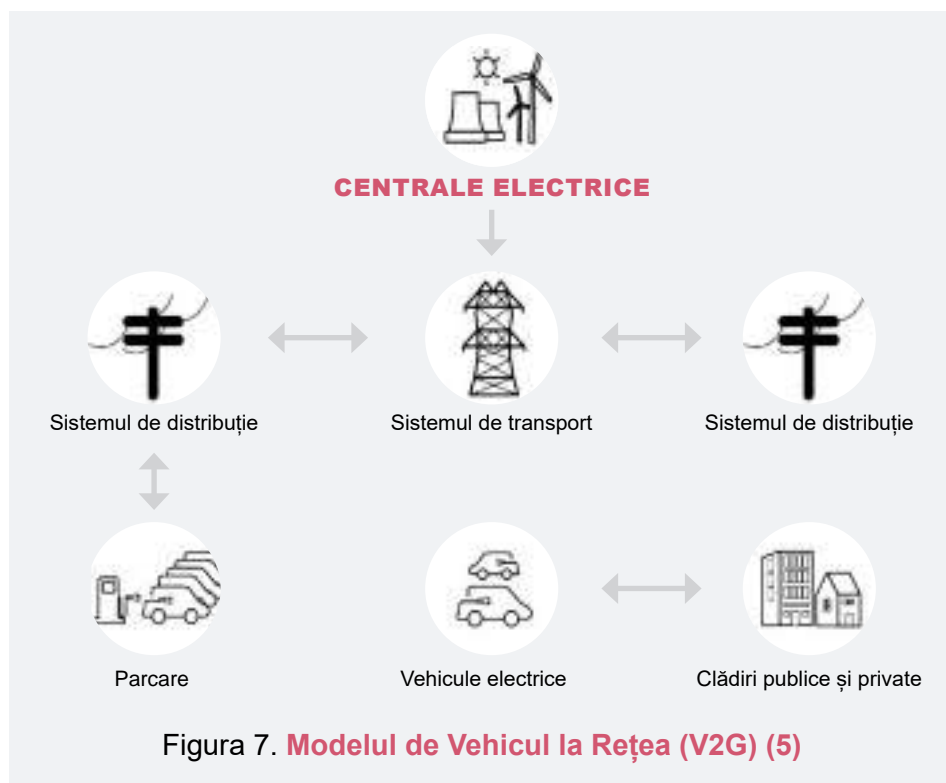 CENTRALE ELECTRICE
Sistemul de distribuție
Sistemul de transport
Sistemul de distribuție
Parcare
Vehicule electrice
Clădiri publice și private
Figura 7. Modelul de Vehicul la Rețea (V2G) (5)